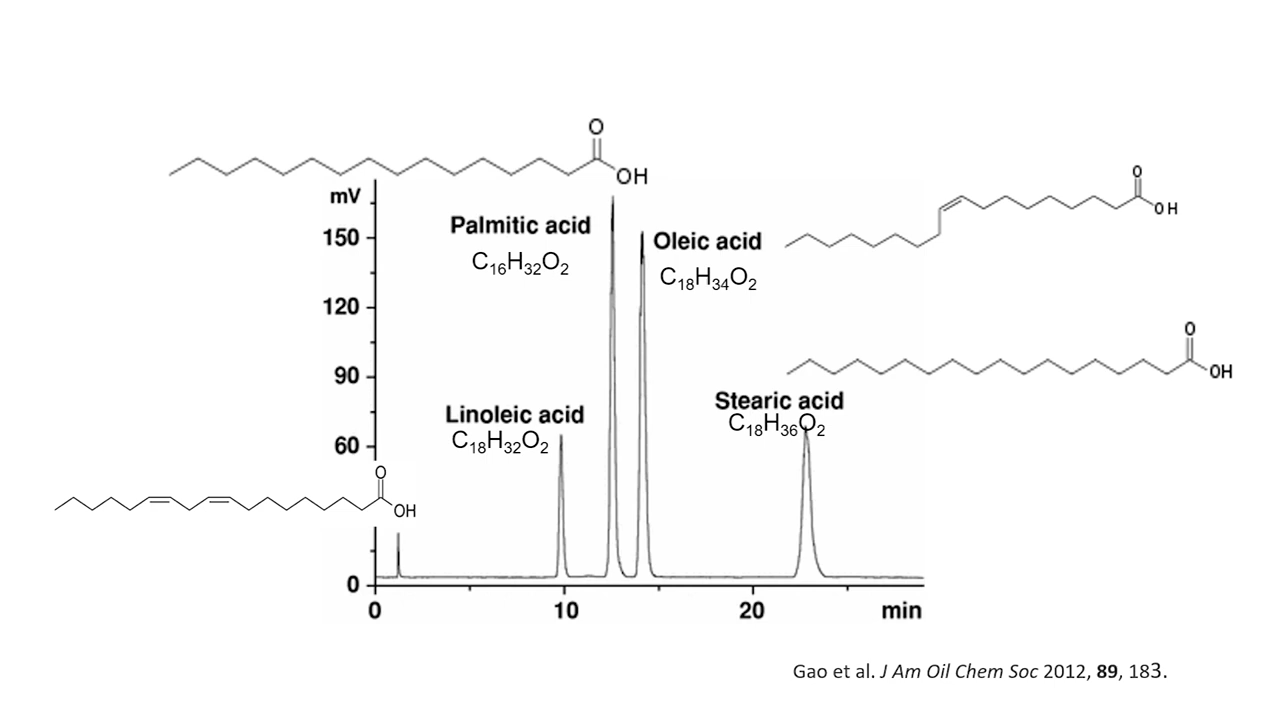 O
OH
mV
Palmitic acid
C₁₆H₃₂O₂
Oleic acid
C₁₈H₃₄O₂
O
OH
150
120
90
60
0
Linoleic acid
C₁₈H₃₂O₂
O
OH
Stearic acid
C₁₈H₃₆O₂
O
OH
0 10 20 min
Gao et al. J Am Oil Chem Soc 2012, 89, 183.